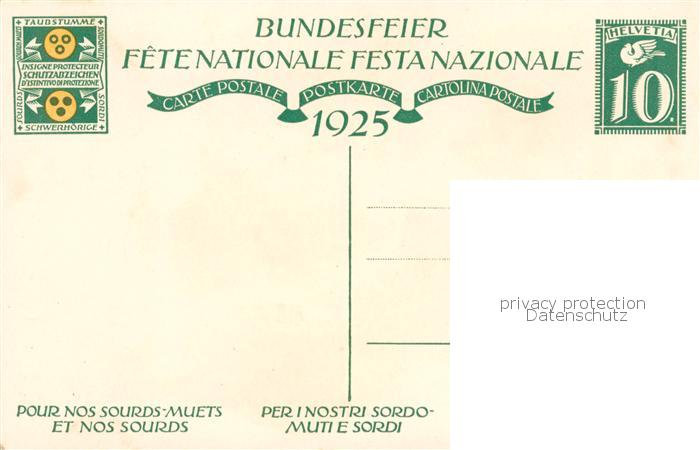 BUNDESFEIER
FÊTE NATIONALE FESTA NAZIONALE
CARTE POSTALE POSTKARTE CARTOLINA POSTALE
1925
TAUBSTUMME
SOURDS-MUETS
SORDOMUTI
INSIGNE PROTECTEUR
SCHUTZABZEICHEN
D'ISTINTIVO DI PROTEZIONE
SOURDS
SORDI
SCHWERHÖRIGE
HELVETIA
10.
privacy protection
Datenschutz
POUR NOS SOURDS-MUETS
ET NOS SOURDS
PER I NOSTRI SORDO-
MUTI E SORDI